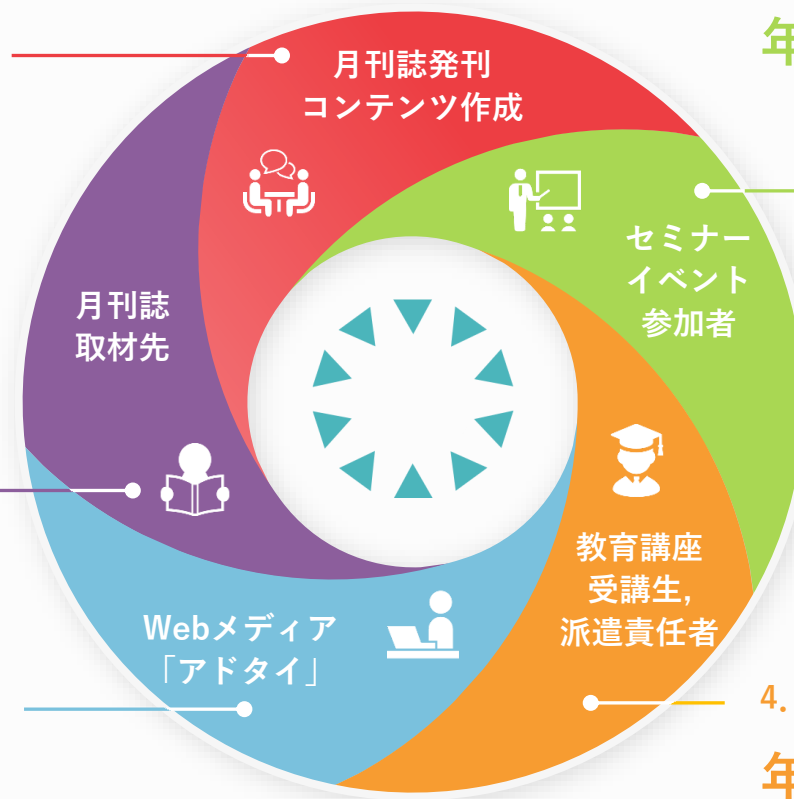 月刊誌発刊
コンテンツ作成
年
セミナー
イベント
参加者
月刊誌
取材先
教育講座
受講生,
派遣責任者
Webメディア
「アドタイ」
4.
年